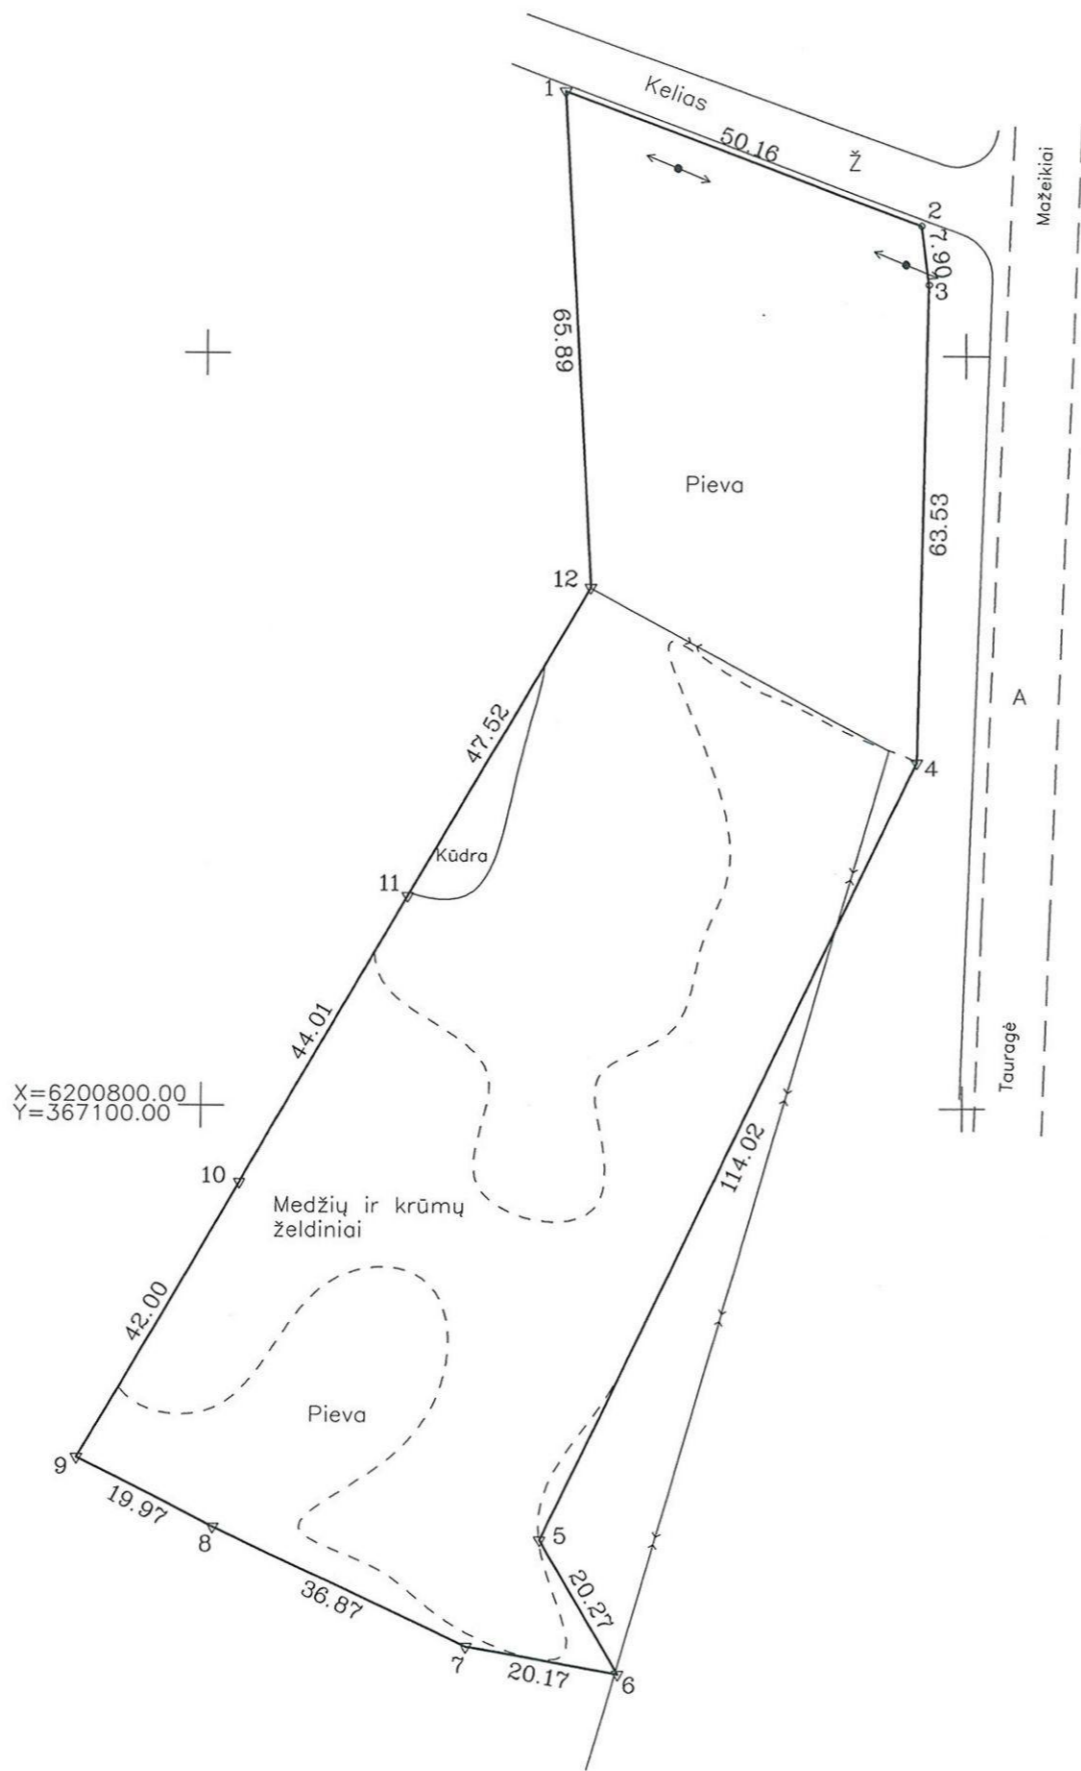 Kelias
1
50.16
Ž
Mažeikiai
2
7.90
3
65.89
Pieva
63.53
12
47.52
4
A
Kūdra
11
44.01
Tauragė
X=6200800.00
Y=367100.00
114.02
10
Medžių ir krūmų
želdiniai
42.00
Pieva
9
19.97
8
5
20.27
36.87
7
20.17
6